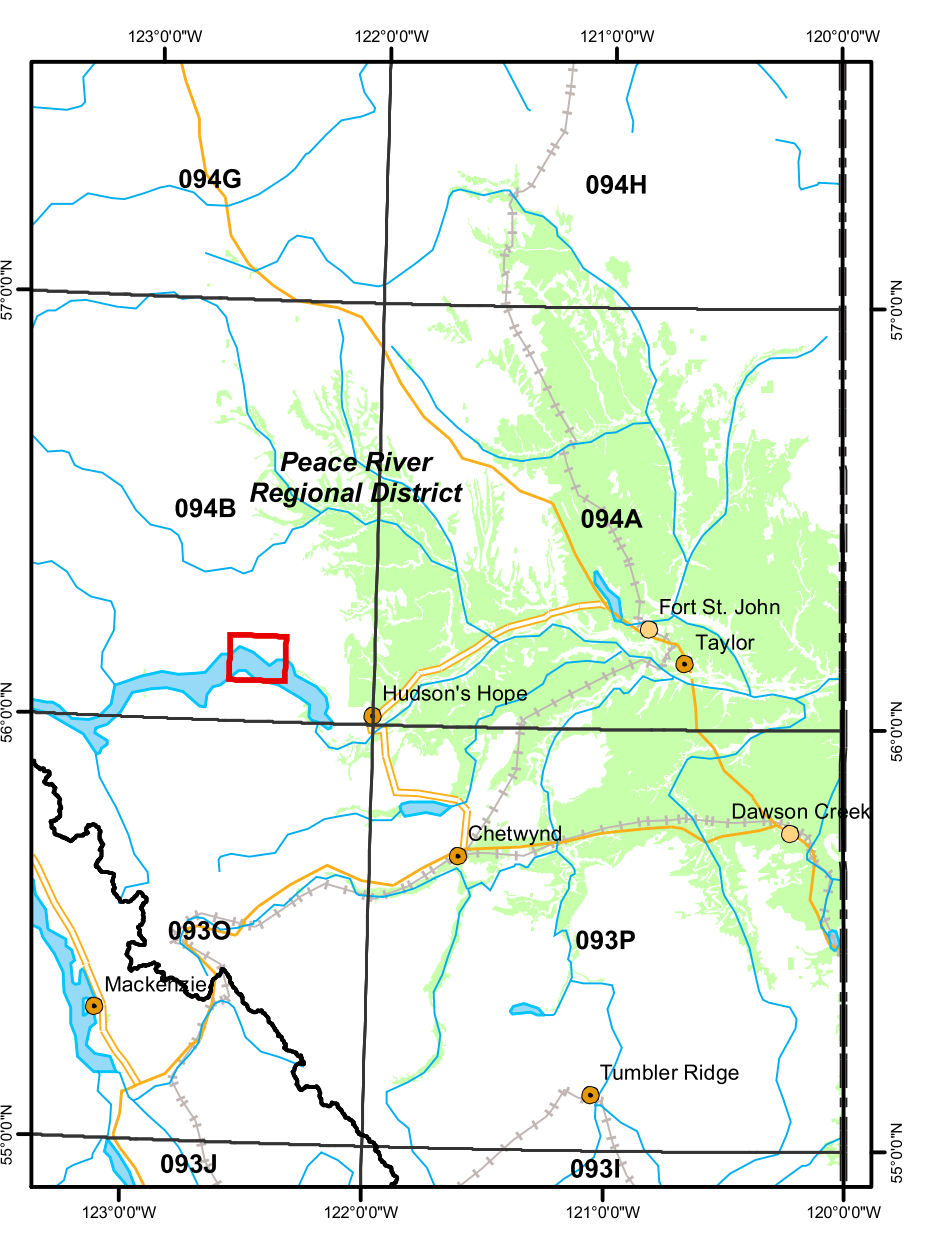 123°0'0"W
122°0'0"W
121°0'0"W
120°0'0"W
094G
094H
57°0'0"N
57°0'0"N
Peace River
Regional District
094B
094A
Fort St. John
Taylor
Hudson's Hope
56°0'0"N
56°0'0"N
Dawson Creek
Chetwynd
093O
093P
Mackenzie
Tumbler Ridge
55°0'0"N
55°0'0"N
093J
093I
123°0'0"W
122°0'0"W
121°0'0"W
120°0'0"W